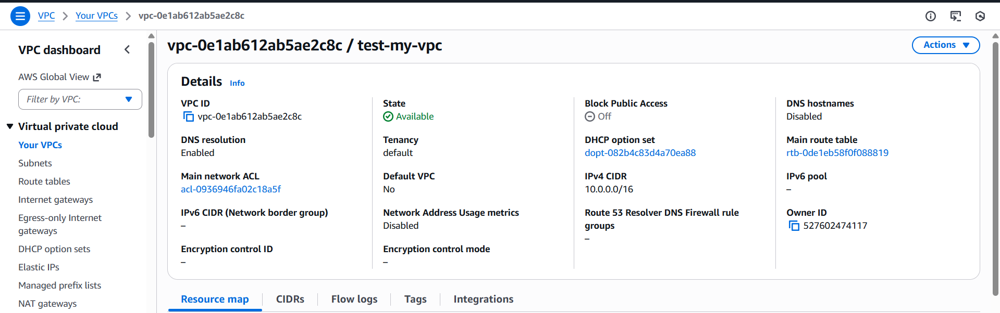 VPC > Your VPCs > vpc-0e1ab612ab5ae2c8c
VPC dashboard
AWS Global View
Filter by VPC:
Virtual private cloud
Your VPCs
Subnets
Route tables
Internet gateways
Egress-only Internet
gateways
DHCP option sets
Elastic IPs
Managed prefix lists
NAT gateways
vpc-0e1ab612ab5ae2c8c / test-my-vpc
Actions
Details Info
VPC ID
vpc-0e1ab612ab5ae2c8c
State
Available
Block Public Access
Off
DNS hostnames
Disabled
DNS resolution
Enabled
Tenancy
default
DHCP option set
dopt-082b4c83d4a70ea88
Main route table
rtb-0de1eb58f0f088819
Main network ACL
acl-0936946fa02c18a5f
Default VPC
No
IPv4 CIDR
10.0.0.0/16
IPv6 pool
–
IPv6 CIDR (Network border group)
–
Network Address Usage metrics
Disabled
Route 53 Resolver DNS Firewall rule
groups
–
Owner ID
527602474117
Encryption control ID
–
Encryption control mode
–
Resource map
CIDRs
Flow logs
Tags
Integrations